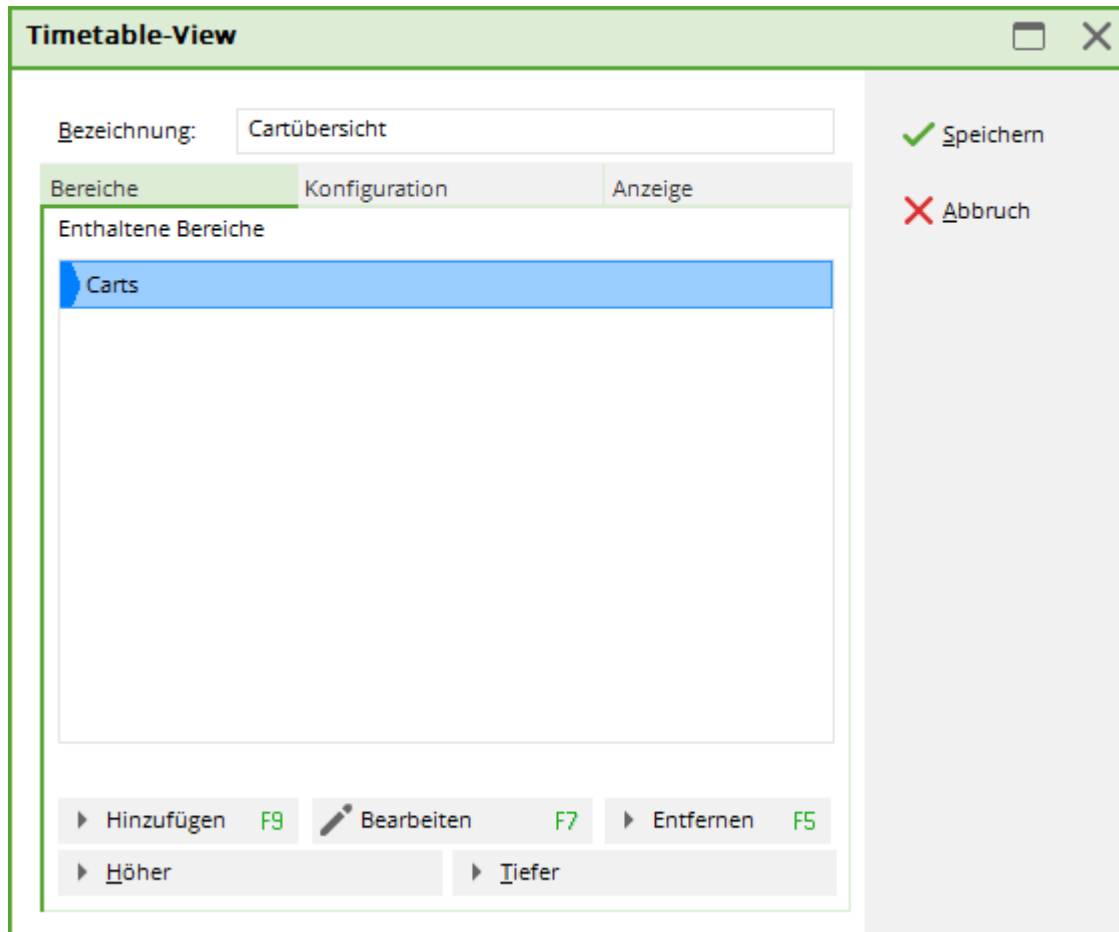 Timetable-View
Bezeichnung: Cartübersicht
Speichern
Bereiche Konfiguration Anzeige
Abbruch
Enthaltene Bereiche
Carts
Hinzufügen F9 Bearbeiten F7 Entfernen F5
Höher Tiefer